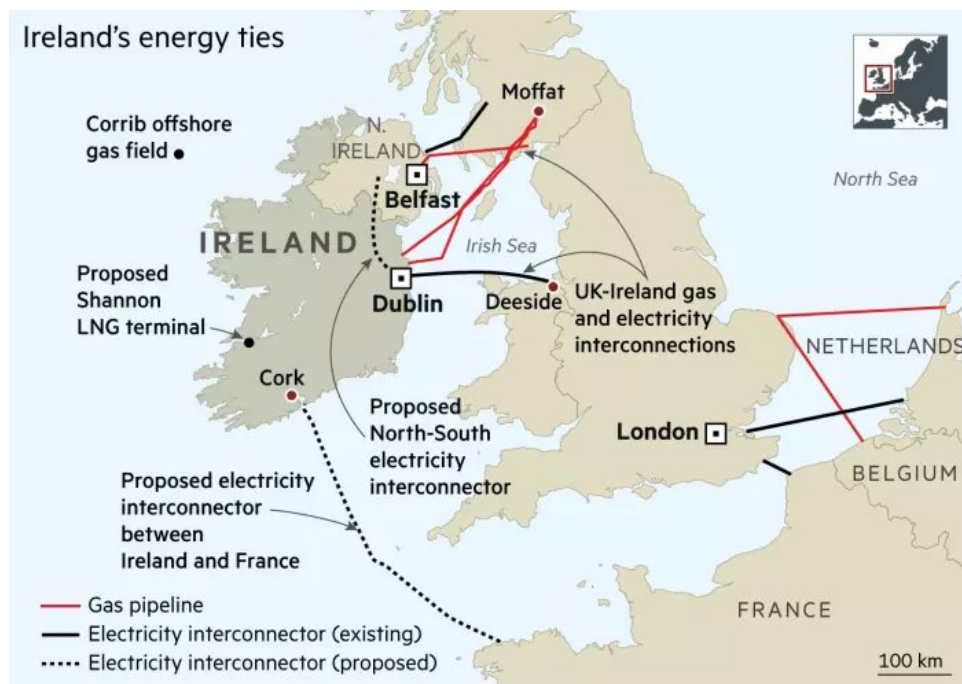 Ireland's energy ties
Corrib offshore
gas field
N.
IRELAND
Moffat
Belfast
North Sea
IRELAND
Irish Sea
Proposed
Shannon
LNG terminal
Dublin
Deeside
UK-Ireland gas
and electricity
interconnections
NETHERLANDS
Cork
Proposed
North-South
electricity
interconnector
London
BELGIUM
Proposed electricity
interconnector
between
Ireland and France
FRANCE
Gas pipeline
Electricity interconnector (existing)
Electricity interconnector (proposed)
100 km